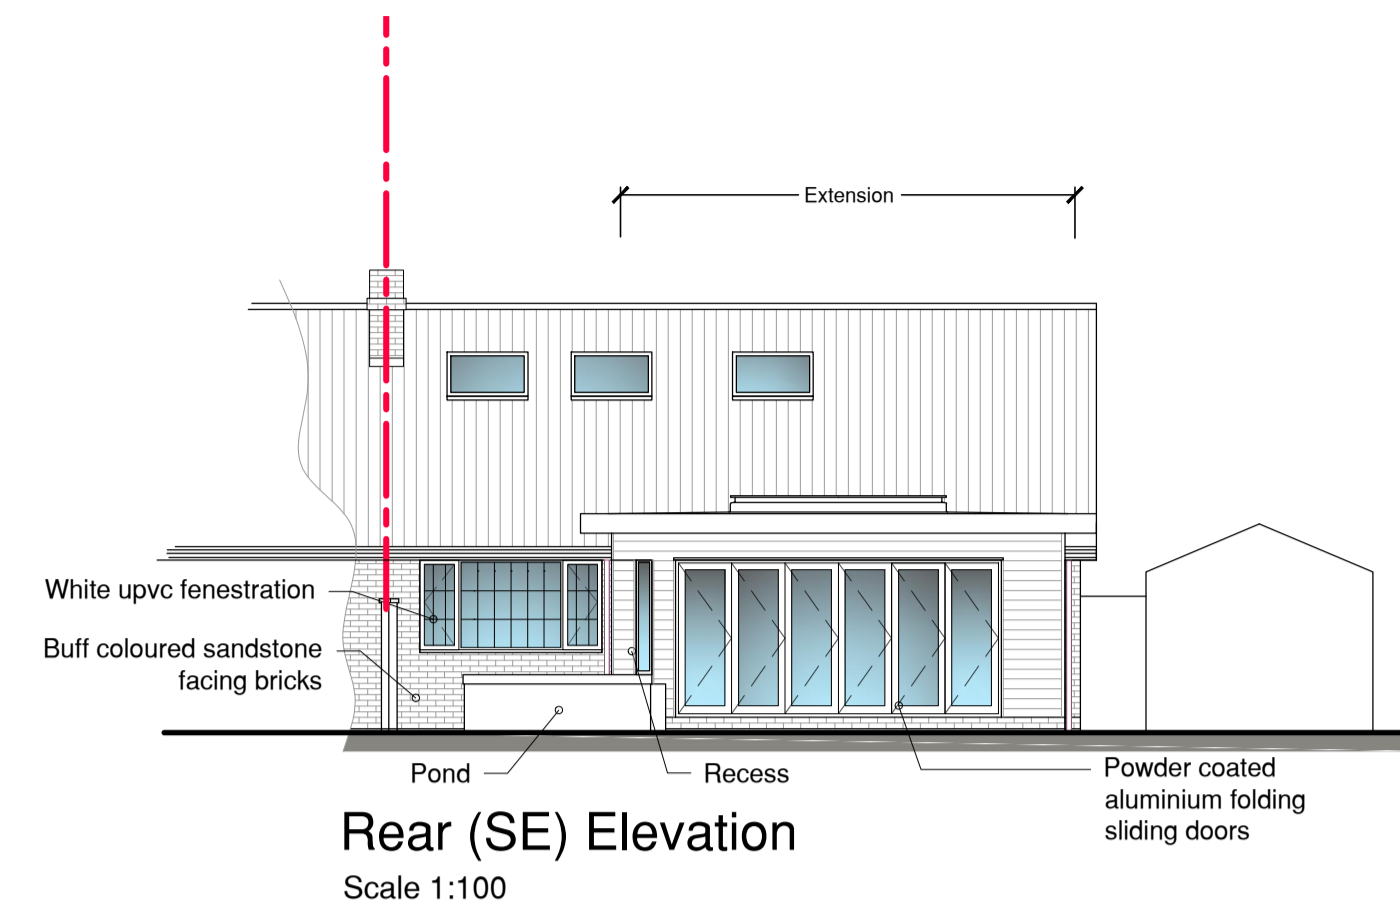 Extension
White upvc fenestration
Buff coloured sandstone
facing bricks
Pond
Recess
Powder coated
aluminium folding
sliding doors
Rear (SE) Elevation
Scale 1:100